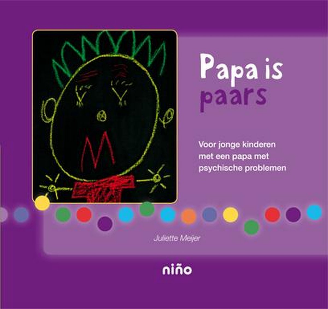 Papa is
paars
Voor jonge kinderen
met een papa met
psychische problemen
Juliette Meijer
niño